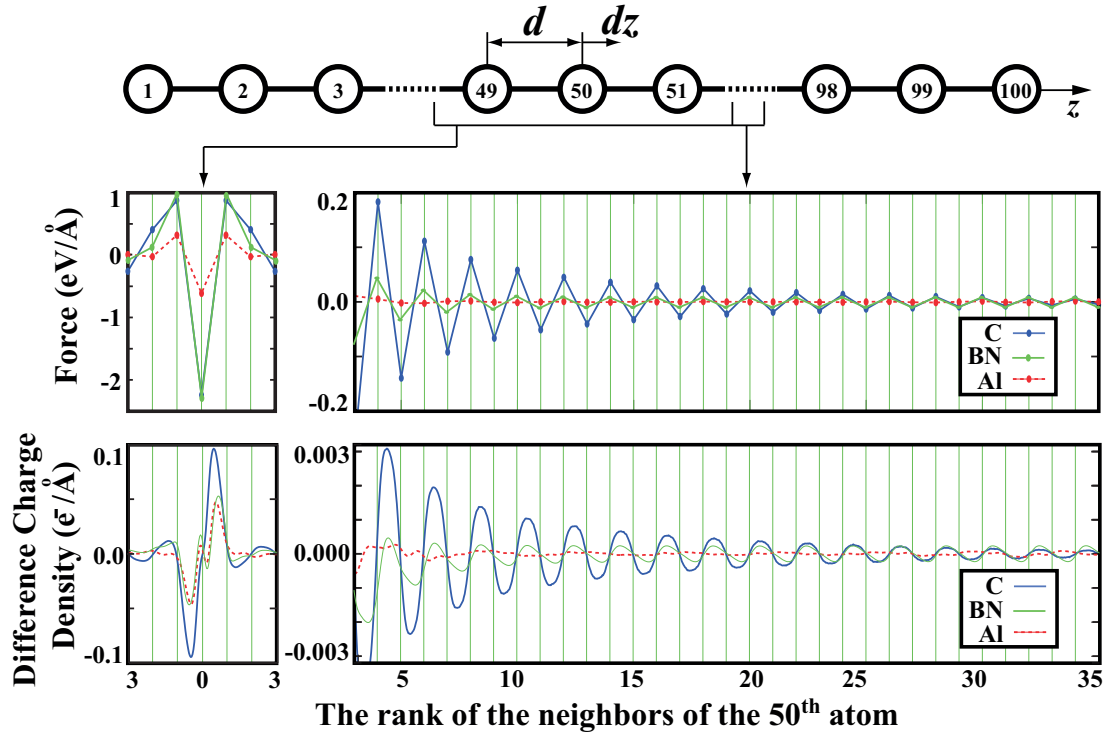 d
dz
1
2
3
49
50
51
98
99
100
z
Force (eV/Å)
1
0
-1
-2
0.2
0.0
-0.2
C
BN
Al
Difference Charge
Density (e⁻/Å)
0.1
0.0
-0.1
0.003
0.000
-0.003
C
BN
Al
3
0
3
5
10
15
20
25
30
35
The rank of the neighbors of the 50th atom